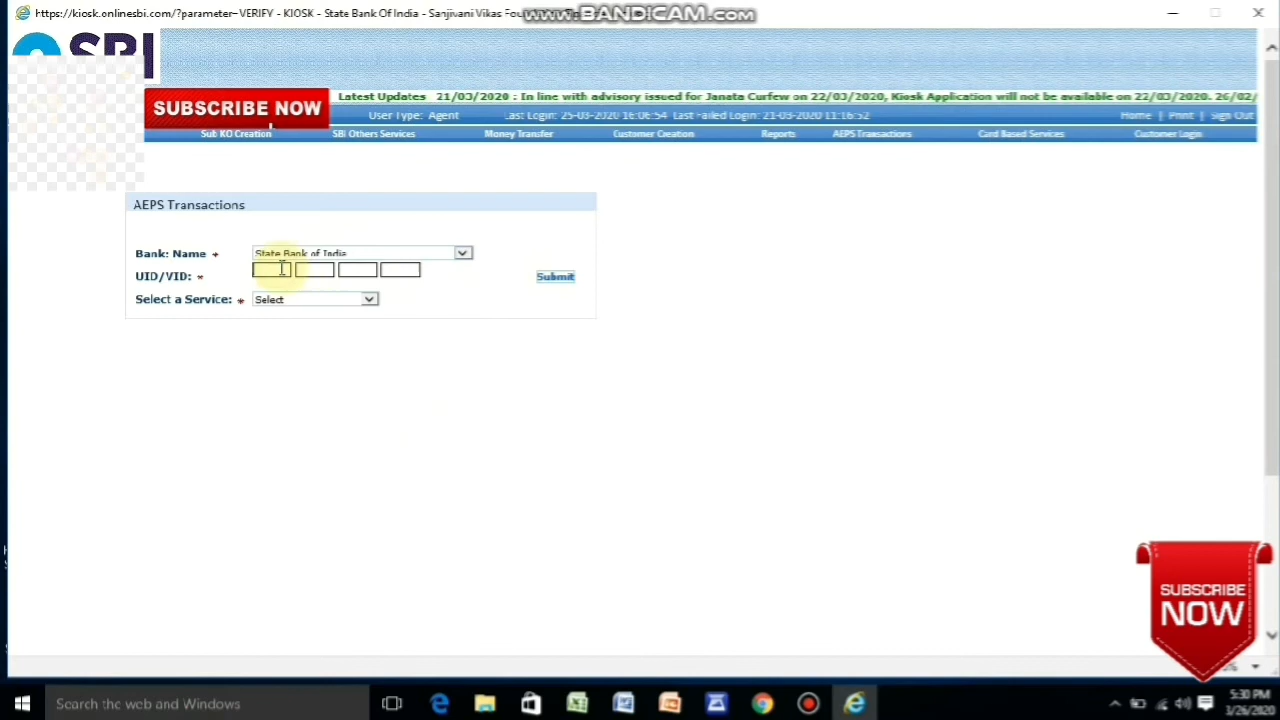 https://kiosk.onlinesbi.com/?parameter=VERIFY - KIOSK - State Bank Of India - Sanjivani Vikas
www.BANDICAM.com
SBI
SUBSCRIBE NOW
Latest Updates 21/03/2020 : In line with advisory issued for Janata Curfew on 22/03/2020, Kiosk Application will not be available on 22/03/2020. 26/02/
User Type: Agent Last Login: 25-03-2020 16:06:54 Last Failed Login: 21-03-2020 11:16:52 Home | Print | Sign Out
Sub KO Creation SBI Others Services Money Transfer Customer Creation Reports AEPS Transactions Card Based Services Customer Login
AEPS Transactions
Bank: Name * State Bank of India
UID/VID: * Submit
Select a Service: * Select
SUBSCRIBE
NOW
Search the web and Windows
5:30 PM
3/26/2020